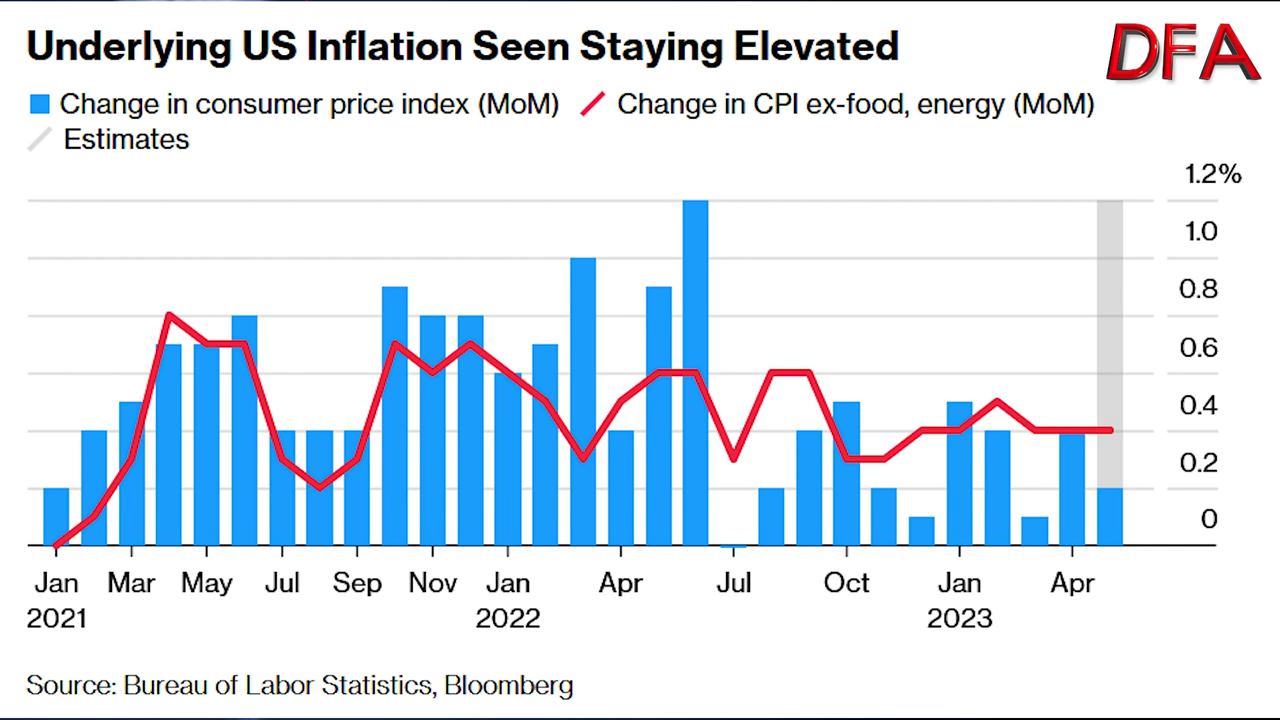 Underlying US Inflation Seen Staying Elevated
DFA
Change in consumer price index (MoM) Change in CPI ex-food, energy (MoM)
Estimates
1.2%
1.0
0.8
0.6
0.4
0.2
0
Jan Mar May Jul Sep Nov Jan Apr Jul Oct Jan Apr
2021 2022 2023
Source: Bureau of Labor Statistics, Bloomberg